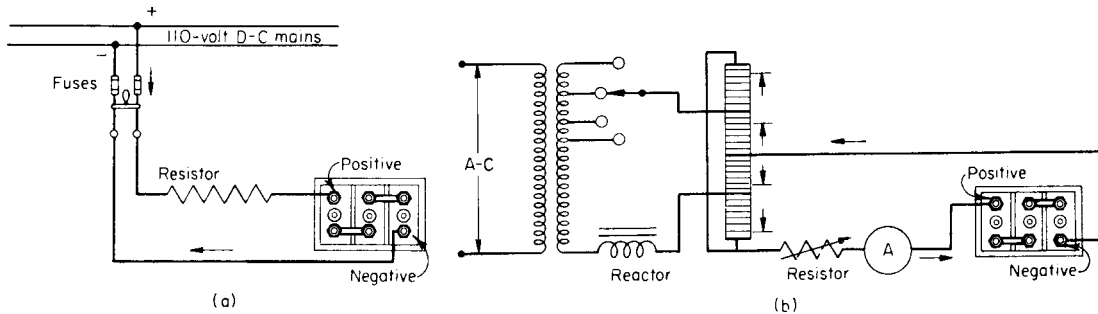 +
110-volt D-C mains
−
Fuses
Resistor
Positive
Negative
(a)
A-C
Reactor
Resistor
A
Positive
Negative
(b)